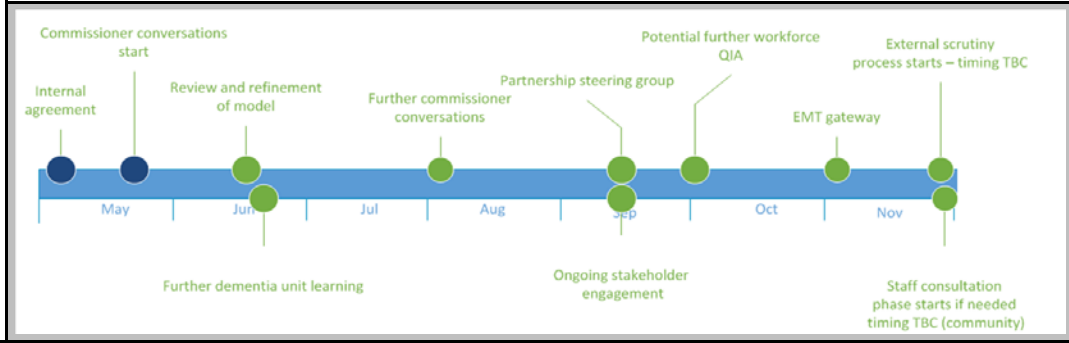 Commissioner conversations
start
Internal
agreement
Review and refinement
of model
Further commissioner
conversations
Partnership steering group
Potential further workforce
QIA
EMT gateway
External scrutiny
process starts – timing TBC
May
Jun
Jul
Aug
Sep
Oct
Nov
Further dementia unit learning
Ongoing stakeholder
engagement
Staff consultation
phase starts if needed
timing TBC (community)